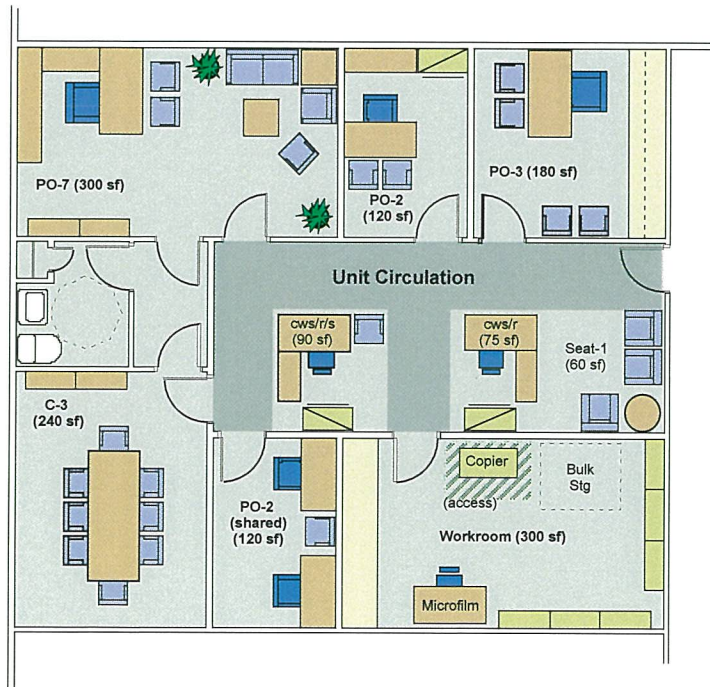 PO-7 (300 sf)
PO-2
(120 sf)
PO-3 (180 sf)
Unit Circulation
cws/r/s
(90 sf)
cws/r
(75 sf)
Seat-1
(60 sf)
C-3
(240 sf)
PO-2
(shared)
(120 sf)
Copier
(access)
Bulk
Stg
Workroom (300 sf)
Microfilm